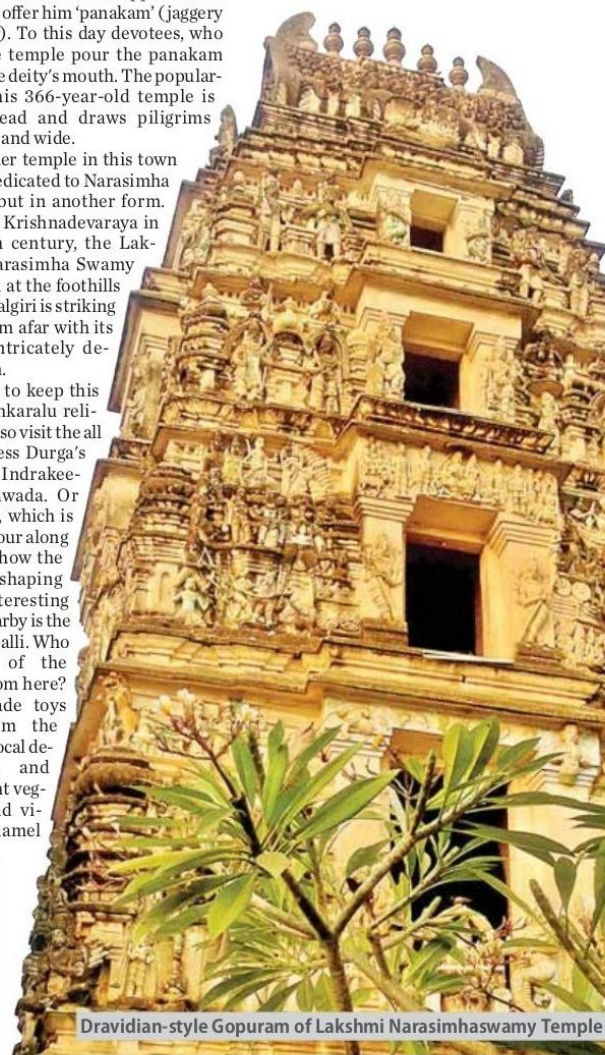 offer him ‘panakam’ (jaggery
). To this day devotees, who
temple pour the panakam
deity’s mouth. The popular-
his 366-year-old temple is
ead and draws piligrims
and wide.
er temple in this town
edicated to Narasimha
but in another form.
Krishnadevaraya in
century, the Lak-
arasimha Swamy
at the foothills
algiri is striking
m afar with its
ntricately de-
to keep this
nkaralu reli-
so visit the all
ess Durga’s
Indrakee-
wada. Or
, which is
our along
how the
shaping
teresting
arby is the
alli. Who
of the
om here?
de toys
m the
ocal de-
and
nt veg-
d vi-
amel
Dravidian-style Gopuram of Lakshmi Narasimhaswamy Temple